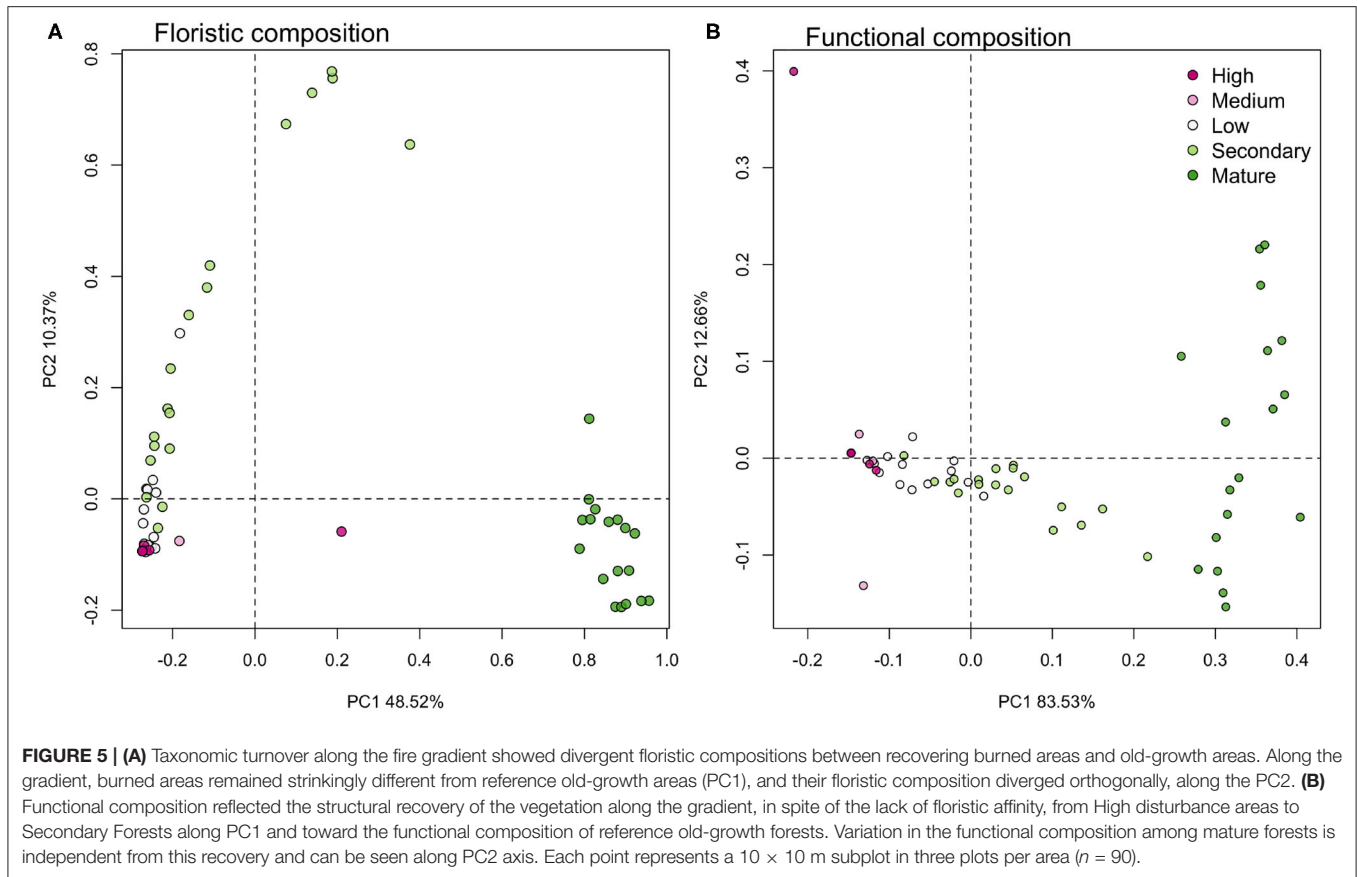 A
Floristic composition
0.8
0.6
0.4
0.2
0.0
-0.2
PC2 10.37%
-0.2 0.0 0.2 0.4 0.6 0.8 1.0
PC1 48.52%
B
Functional composition
High
Medium
Low
Secondary
Mature
0.4
0.3
0.2
0.1
0.0
-0.1
PC2 12.66%
-0.2 -0.1 0.0 0.1 0.2 0.3 0.4
PC1 83.53%
FIGURE 5 | (A) Taxonomic turnover along the fire gradient showed divergent floristic compositions between recovering burned areas and old-growth areas. Along the
gradient, burned areas remained strinkingly different from reference old-growth areas (PC1), and their floristic composition diverged orthogonally, along the PC2. (B)
Functional composition reflected the structural recovery of the vegetation along the gradient, in spite of the lack of floristic affinity, from High disturbance areas to
Secondary Forests along PC1 and toward the functional composition of reference old-growth forests. Variation in the functional composition among mature forests is
independent from this recovery and can be seen along PC2 axis. Each point represents a 10 × 10 m subplot in three plots per area (n = 90).